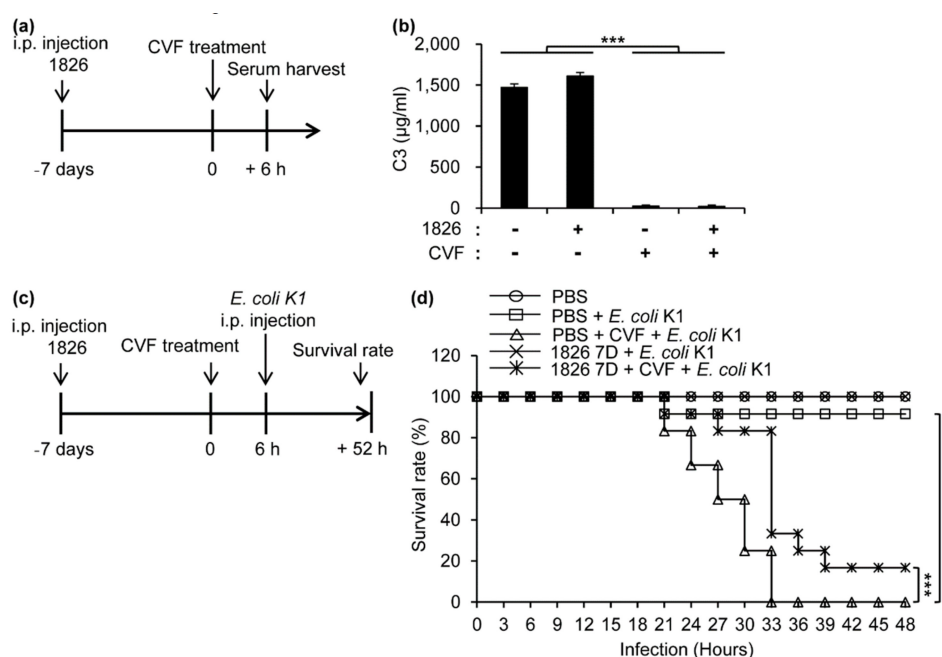 (a)
i.p. injection
1826
CVF treatment
Serum harvest
-7 days
0
+ 6 h
(b)
***
C3 (µg/ml)
2,000
1,500
1,000
500
0
1826 : - + - +
CVF : - - + +
(c)
i.p. injection
1826
CVF treatment
E. coli K1
i.p. injection
Survival rate
-7 days
0
6 h
+ 52 h
(d)
PBS
PBS + E. coli K1
PBS + CVF + E. coli K1
1826 7D + E. coli K1
1826 7D + CVF + E. coli K1
Survival rate (%)
120
100
80
60
40
20
0
0 3 6 9 12 15 18 21 24 27 30 33 36 39 42 45 48
Infection (Hours)
***